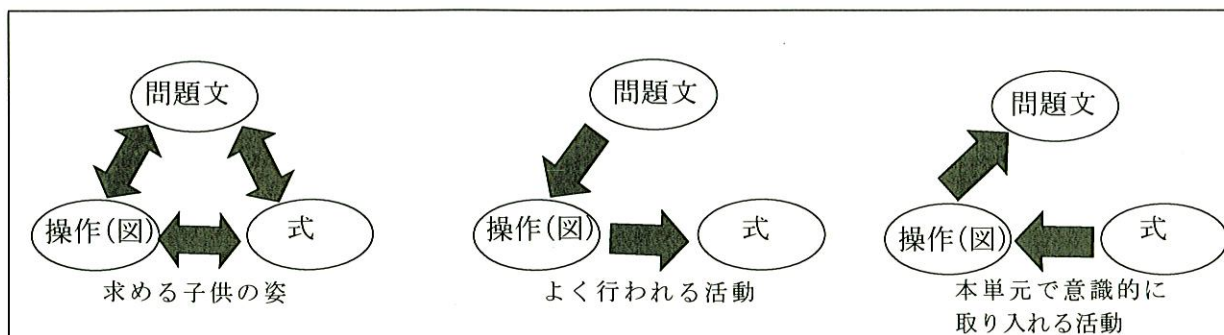 問題文
操作(図)
式
求める子供の姿
問題文
操作(図)
式
よく行われる活動
問題文
操作(図)
式
本単元で意識的に
取り入れる活動